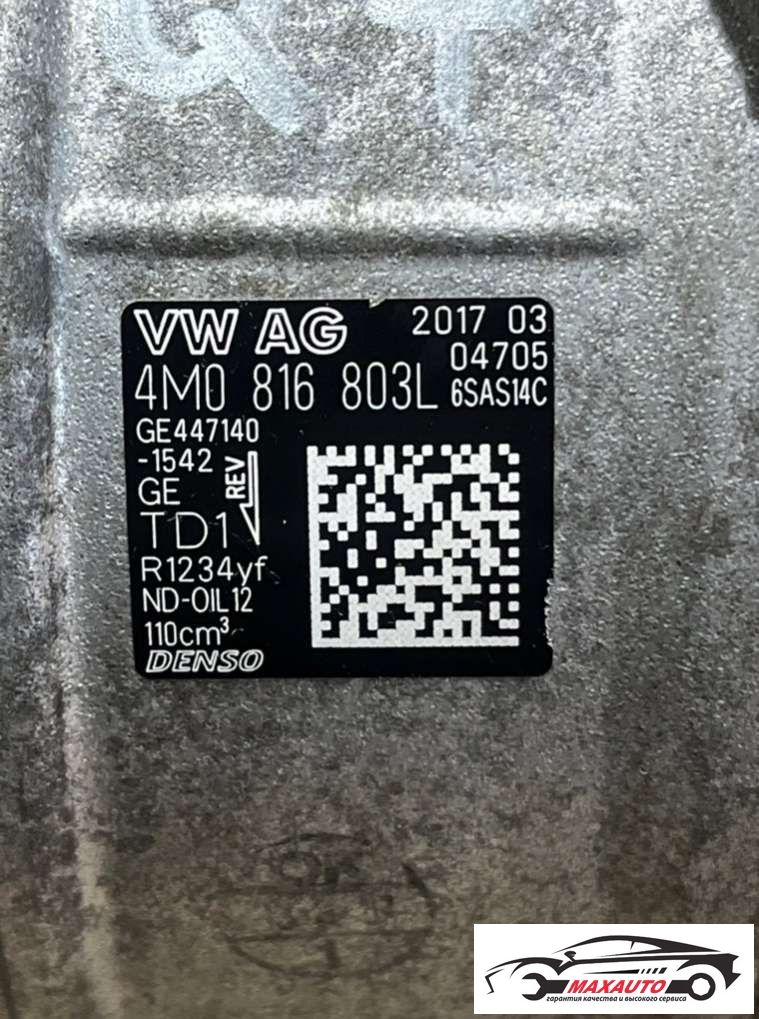 VW AG 2017 03
04705
4M0 816 803L 6SAS14C
GE447140
-1542
GE
REV
TD1
R1234yf
ND-OIL12
110cm³
DENSO
MAXAUTO
гарантия качества и высокого сервиса